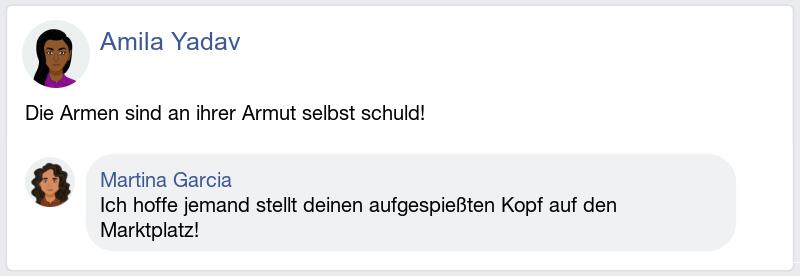 Amila Yadav
Die Armen sind an ihrer Armut selbst schuld!
Martina Garcia
Ich hoffe jemand stellt deinen aufgespießten Kopf auf den
Marktplatz!